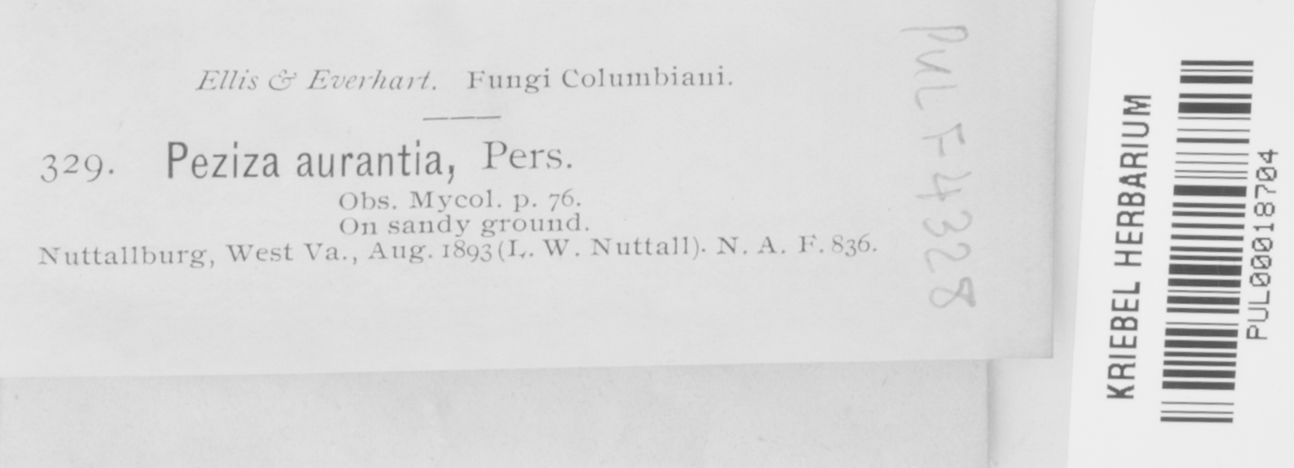 Ellis & Everhart. Fungi Columbiani.
329. Peziza aurantia, Pers.
Obs. Mycol. p. 76.
On sandy ground.
Nuttallburg, West Va., Aug. 1893 (L. W. Nuttall). N. A. F. 836.
PUL F 4328
KRIEBEL HERBARIUM
PUL00018704